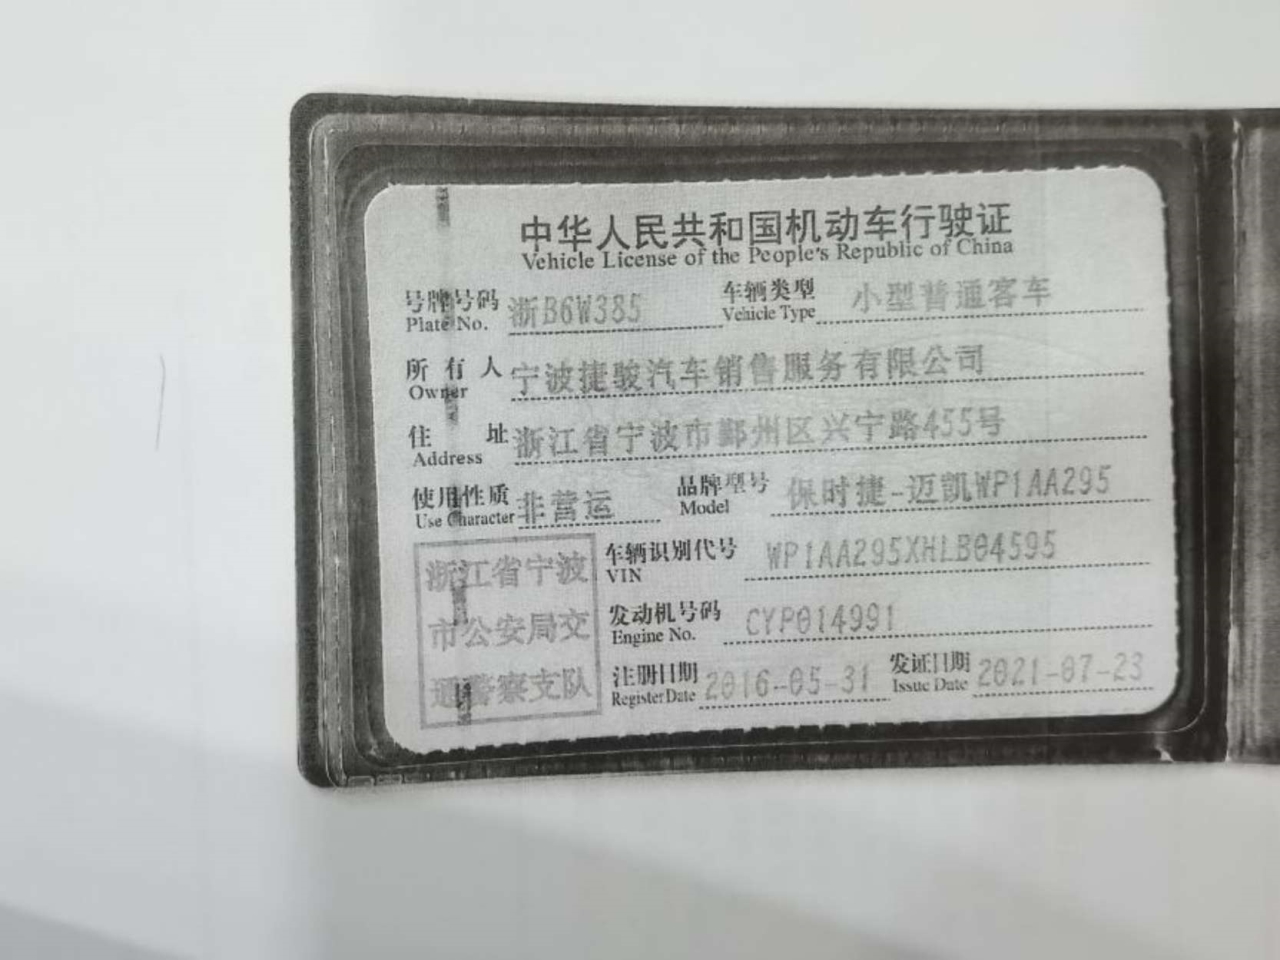 中华人民共和国机动车行驶证
Vehicle License of the People's Republic of China
号牌号码 浙B6W385 车辆类型 小型普通客车
Plate No. Vehicle Type
所有人 宁波捷骏汽车销售服务有限公司
Owner
住址 浙江省宁波市鄞州区兴宁路455号
Address
使用性质 非营运 品牌型号 保时捷-迈凯WP1AA295
Use Character Model
车辆识别代号 WP1AA295XHLB04595
VIN
发动机号码 CYP014991
Engine No.
注册日期 2016-05-31 发证日期 2021-07-23
Register Date Issue Date
浙江省宁波
市公安局交
通警察支队